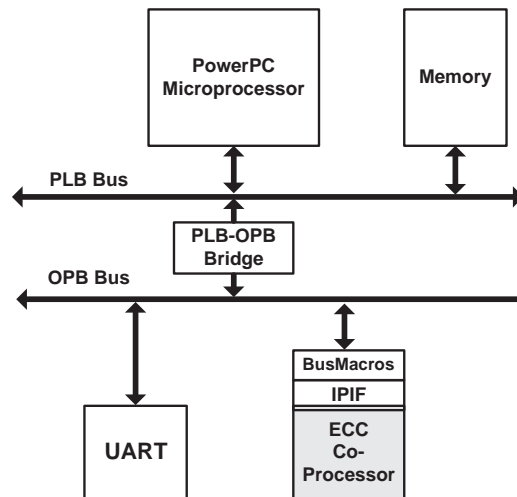 PowerPC
Microprocessor
Memory
PLB Bus
PLB-OPB
Bridge
OPB Bus
BusMacros
IPIF
UART
ECC
Co-
Processor